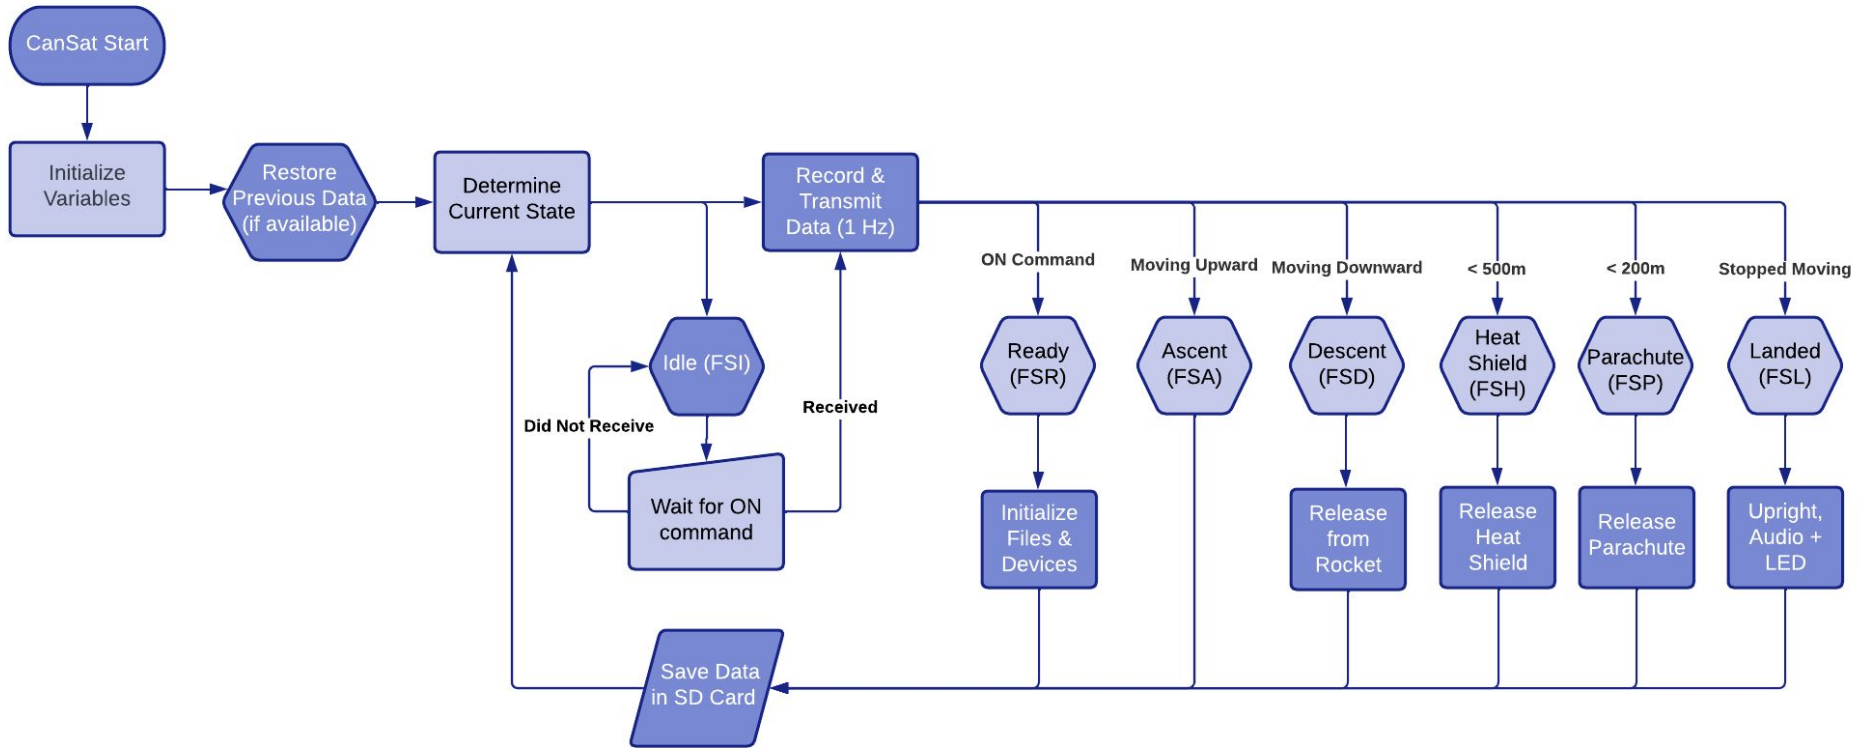 CanSat Start
Initialize
Variables
Restore
Previous Data
(if available)
Determine
Current State
Record &
Transmit
Data (1 Hz)
Idle (FSI)
Did Not Receive
Received
Wait for ON
command
ON Command
Moving Upward
Moving Downward
< 500m
< 200m
Stopped Moving
Ready
(FSR)
Ascent
(FSA)
Descent
(FSD)
Heat
Shield
(FSH)
Parachute
(FSP)
Landed
(FSL)
Initialize
Files &
Devices
Release
from
Rocket
Release
Heat
Shield
Release
Parachute
Upright,
Audio +
LED
Save Data
in SD Card